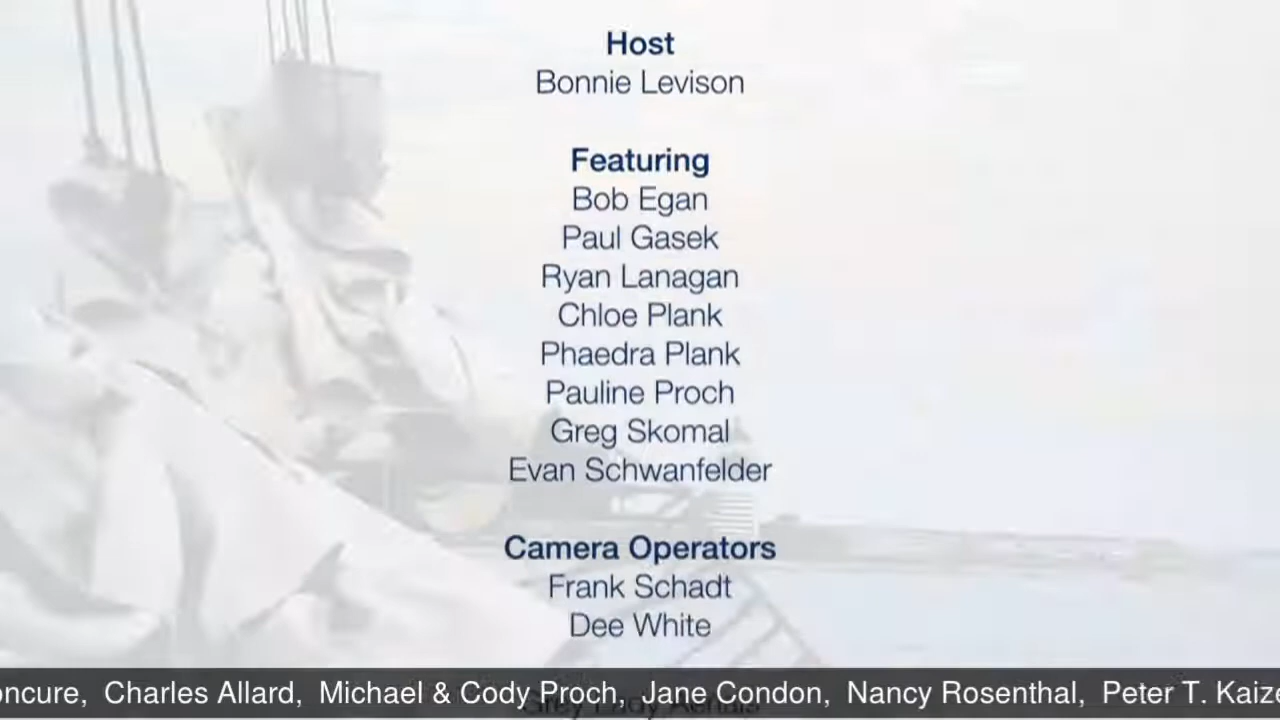 Host
Bonnie Levison
Featuring
Bob Egan
Paul Gasek
Ryan Lanagan
Chloe Plank
Phaedra Plank
Pauline Proch
Greg Skomal
Evan Schwanfelder
Camera Operators
Frank Schadt
Dee White
Charles Allard, Michael & Cody Proch, Jane Condon, Nancy Rosenthal, Peter T.